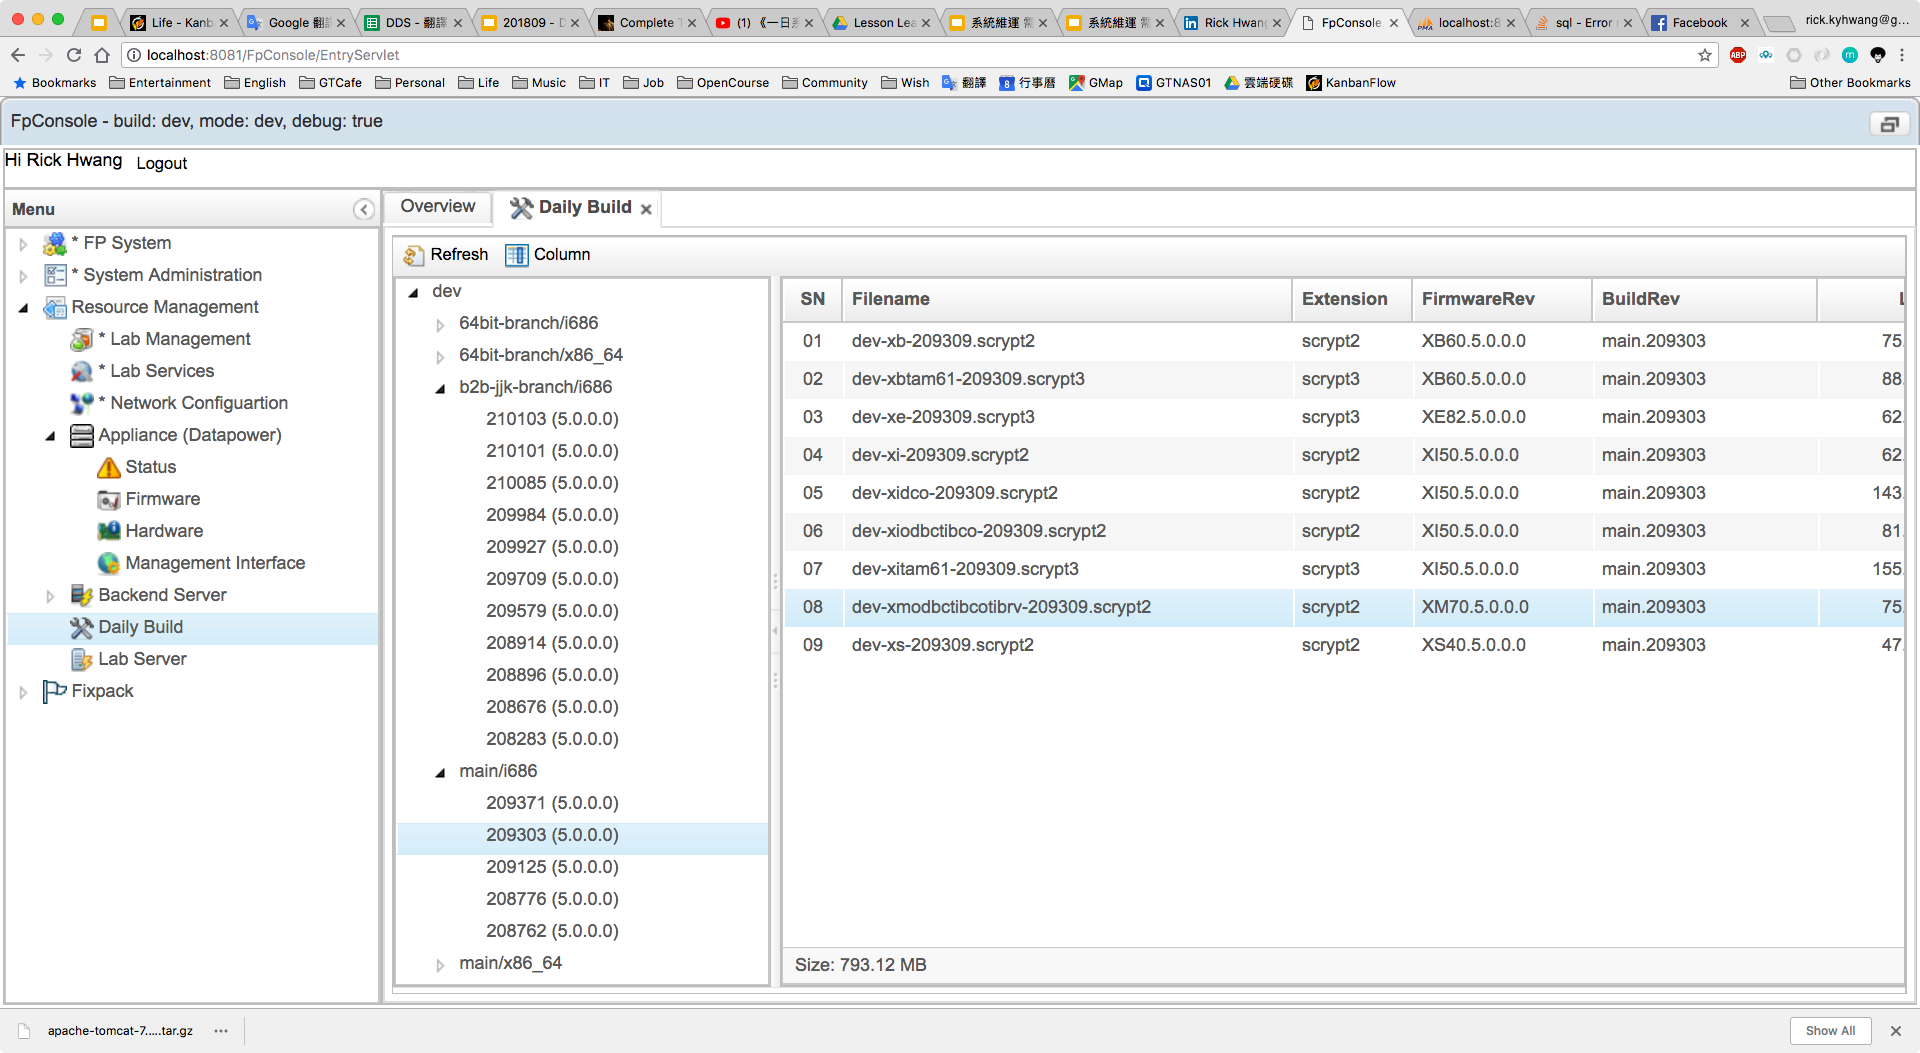 Life - Kanb
Google 翻
DDS - 翻譯
201809 - D
Complete T
(1) 《一日系
Lesson Lea
系統維運 需
系統維運 需
Rick Hwang
FpConsole
localhost:8
sql - Error
Facebook
rick.kyhwang@g...
localhost:8081/FpConsole/EntryServlet
ABP
Bookmarks
Entertainment
English
GTCafe
Personal
Life
Music
IT
Job
OpenCourse
Community
Wish
翻譯
行事曆
GMap
GTNAS01
雲端硬碟
KanbanFlow
Other Bookmarks
FpConsole - build: dev, mode: dev, debug: true
Hi Rick Hwang Logout
Menu
* FP System
* System Administration
Resource Management
* Lab Management
* Lab Services
* Network Configuartion
Appliance (Datapower)
Status
Firmware
Hardware
Management Interface
Backend Server
Daily Build
Lab Server
Fixpack
Overview
Daily Build
Refresh
Column
dev
64bit-branch/i686
64bit-branch/x86_64
b2b-jjk-branch/i686
210103 (5.0.0.0)
210101 (5.0.0.0)
210085 (5.0.0.0)
209984 (5.0.0.0)
209927 (5.0.0.0)
209709 (5.0.0.0)
209579 (5.0.0.0)
208914 (5.0.0.0)
208896 (5.0.0.0)
208676 (5.0.0.0)
208283 (5.0.0.0)
main/i686
209371 (5.0.0.0)
209303 (5.0.0.0)
209125 (5.0.0.0)
208776 (5.0.0.0)
208762 (5.0.0.0)
main/x86_64
SN Filename Extension FirmwareRev BuildRev
01 dev-xb-209309.scrypt2 scrypt2 XB60.5.0.0.0 main.209303 75.
02 dev-xbtam61-209309.scrypt3 scrypt3 XB60.5.0.0.0 main.209303 88.
03 dev-xe-209309.scrypt3 scrypt3 XE82.5.0.0.0 main.209303 62.
04 dev-xi-209309.scrypt2 scrypt2 XI50.5.0.0.0 main.209303 62.
05 dev-xidco-209309.scrypt2 scrypt2 XI50.5.0.0.0 main.209303 143.
06 dev-xiodbctibco-209309.scrypt2 scrypt2 XI50.5.0.0.0 main.209303 81.
07 dev-xitam61-209309.scrypt3 scrypt3 XI50.5.0.0.0 main.209303 155.
08 dev-xmodbctibcotibrv-209309.scrypt2 scrypt2 XM70.5.0.0.0 main.209303 75.
09 dev-xs-209309.scrypt2 scrypt2 XS40.5.0.0.0 main.209303 47.
Size: 793.12 MB
apache-tomcat-7.....tar.gz
Show All